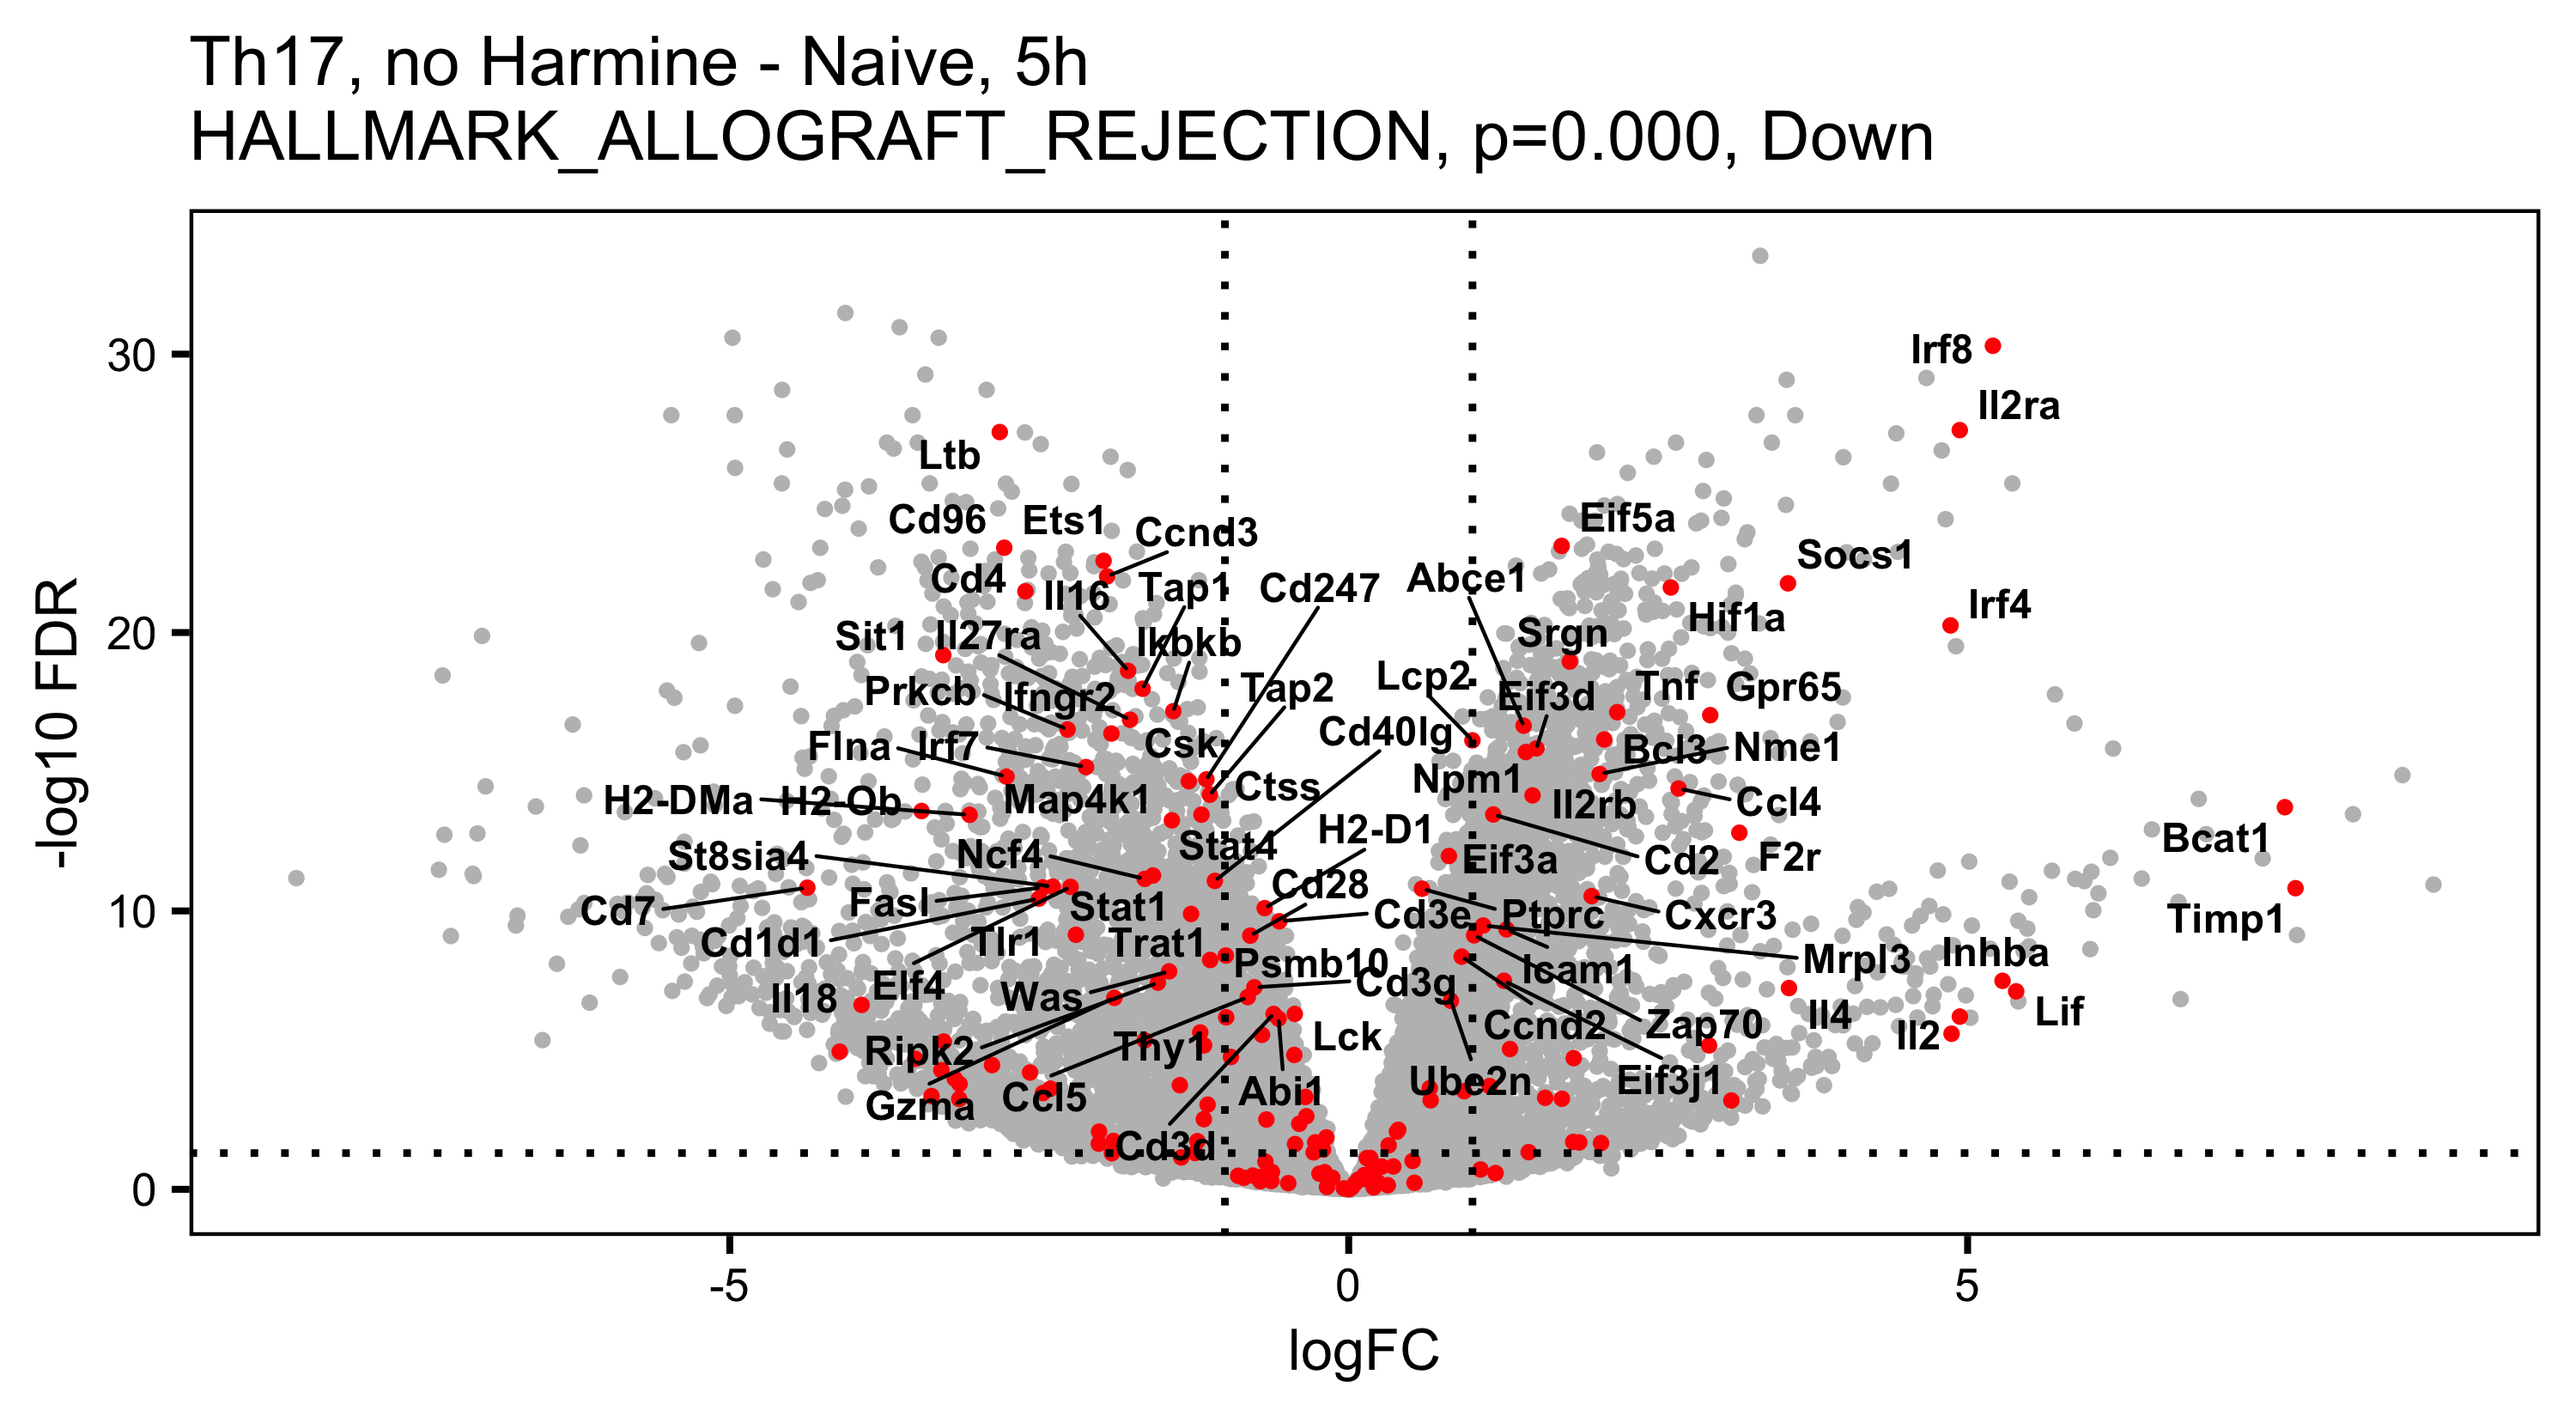 Th17, no Harmine - Naive, 5h
HALLMARK_ALLOGRAFT_REJECTION, p=0.000, Down
30
20
10
0
-log10 FDR
Irf8
Il2ra
Ltb
Cd96
Ets1
Ccnd3
Eif5a
Socs1
Cd4
Il16
Tap1
Cd247
Abce1
Hif1a
Irf4
Sit1
Il27ra
Ikbkb
Srgn
Prkcb
Ifngr2
Tap2
Lcp2
Eif3d
Tnf
Gpr65
Flna
Irf7
Csk
Cd40lg
Bcl3
Nme1
H2-DMa
H2-Ob
Map4k1
Ctss
Npm1
Il2rb
Ccl4
St8sia4
Ncf4
Stat4
H2-D1
Eif3a
Cd2
F2r
Bcat1
Cd7
Fasl
Stat1
Cd28
Cd3e
Ptprc
Cxcr3
Timp1
Cd1d1
Tlr1
Trat1
Psmb10
Icam1
Mrpl3
Inhba
Il18
Elf4
Was
Cd3g
Ccnd2
Zap70
Il4
Il2
Lif
Ripk2
Thy1
Lck
Gzma
Ccl5
Abi1
Ube2n
Eif3j1
Cd3d
-5
0
5
logFC